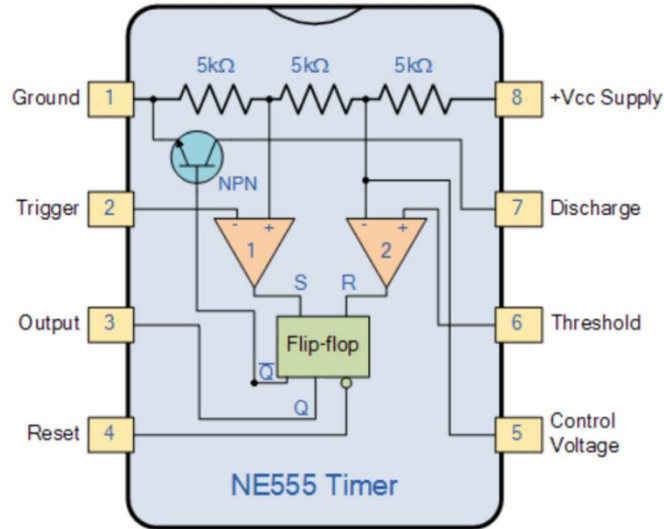 5kΩ 5kΩ 5kΩ
Ground 1
8 +Vcc Supply
NPN
Trigger 2
- +
- +
7 Discharge
1
2
S R
Output 3
Flip-flop
6 Threshold
Q̅
Q
Reset 4
5 Control
Voltage
NE555 Timer